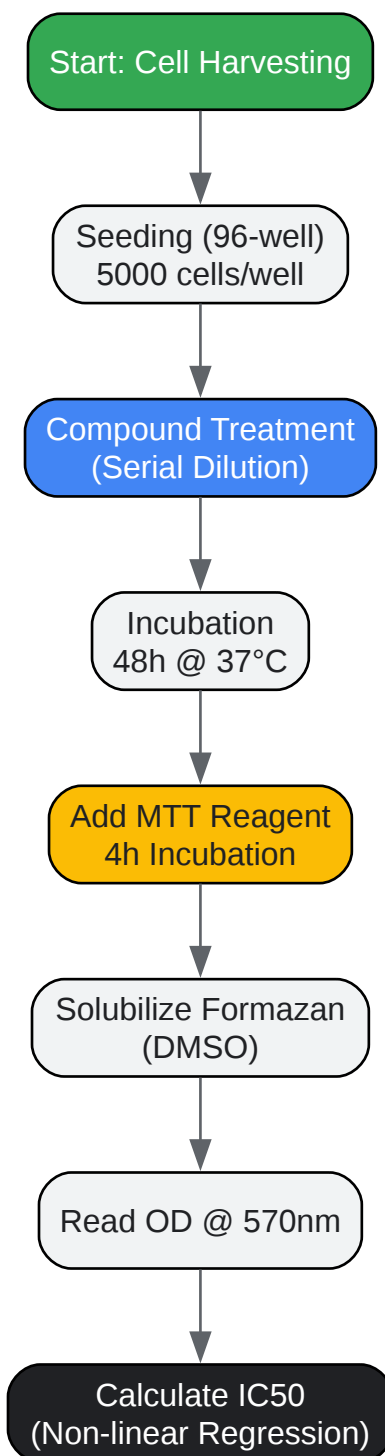 Start: Cell Harvesting
Seeding (96-well)
5000 cells/well
Compound Treatment
(Serial Dilution)
Incubation
48h @ 37°C
Add MTT Reagent
4h Incubation
Solubilize Formazan
(DMSO)
Read OD @ 570nm
Calculate IC50
(Non-linear Regression)